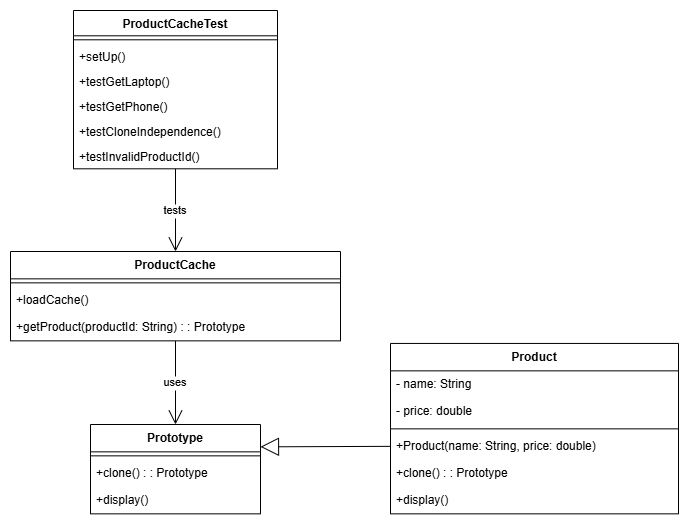 ProductCacheTest
+setUp()
+testGetLaptop()
+testGetPhone()
+testCloneIndependence()
+testInvalidProductId()
tests
ProductCache
+loadCache()
+getProduct(productId: String) : : Prototype
uses
Prototype
+clone() : : Prototype
+display()
Product
- name: String
- price: double
+Product(name: String, price: double)
+clone() : : Prototype
+display()